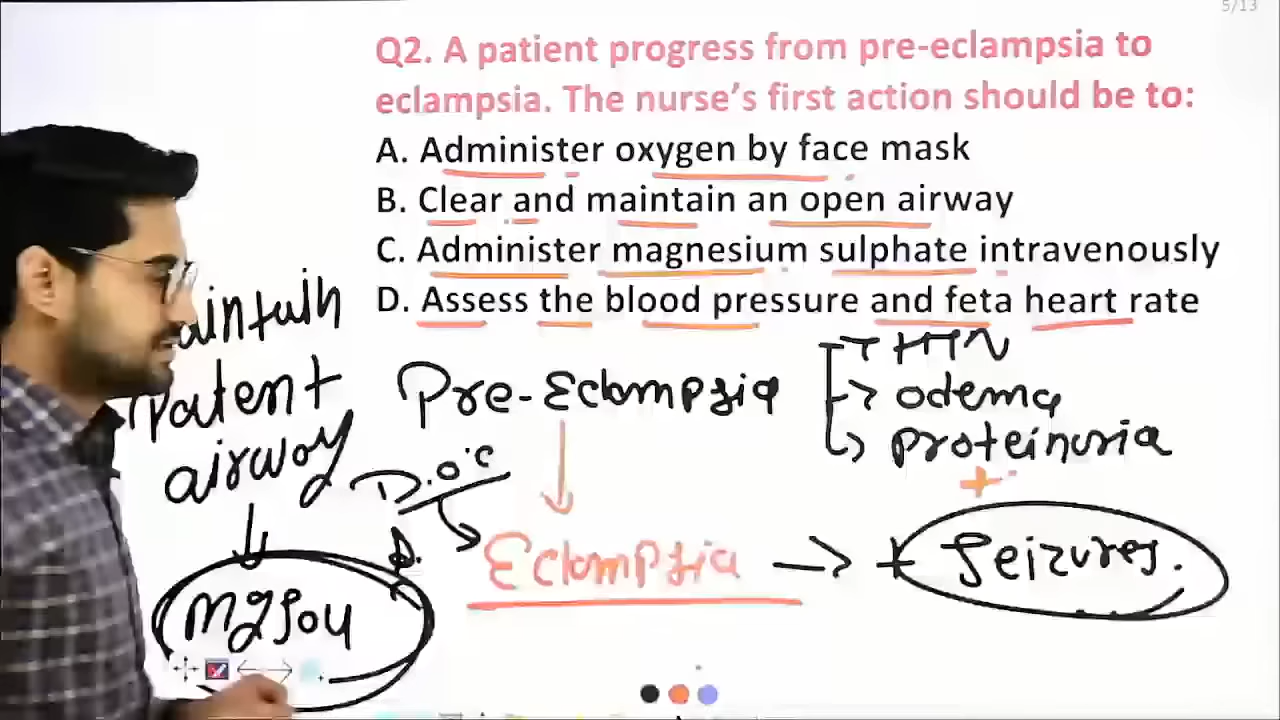 5/13
Q2. A patient progress from pre-eclampsia to
eclampsia. The nurse's first action should be to:
A. Administer oxygen by face mask
B. Clear and maintain an open airway
C. Administer magnesium sulphate intravenously
D. Assess the blood pressure and feta heart rate
aintain
patent
airway
MgSo4
Pre-Eclampsia
HTN
odema
proteinuria
+
D.O.C
Eclampsia → + Seizures.